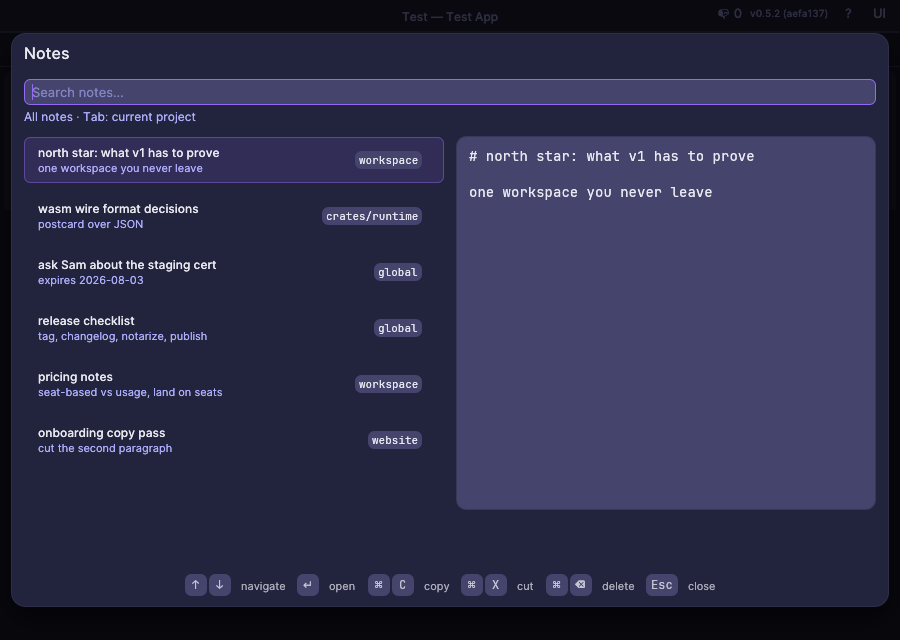 Test — Test App
0 v0.5.2 (aefa137) ? UI
Notes
Search notes...
All notes · Tab: current project
north star: what v1 has to prove
one workspace you never leave
workspace
wasm wire format decisions
postcard over JSON
crates/runtime
ask Sam about the staging cert
expires 2026-08-03
global
release checklist
tag, changelog, notarize, publish
global
pricing notes
seat-based vs usage, land on seats
workspace
onboarding copy pass
cut the second paragraph
website
# north star: what v1 has to prove
one workspace you never leave
↑ ↓ navigate ↵ open ⌘ C copy ⌘ X cut ⌘ ⌫ delete Esc close